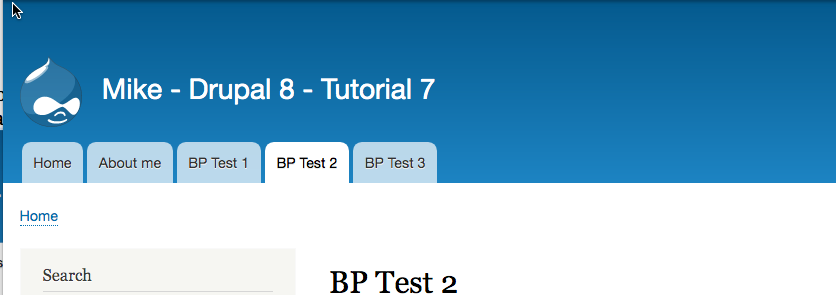 Mike - Drupal 8 - Tutorial 7
Home About me BP Test 1 BP Test 2 BP Test 3
Home
Search
BP Test 2